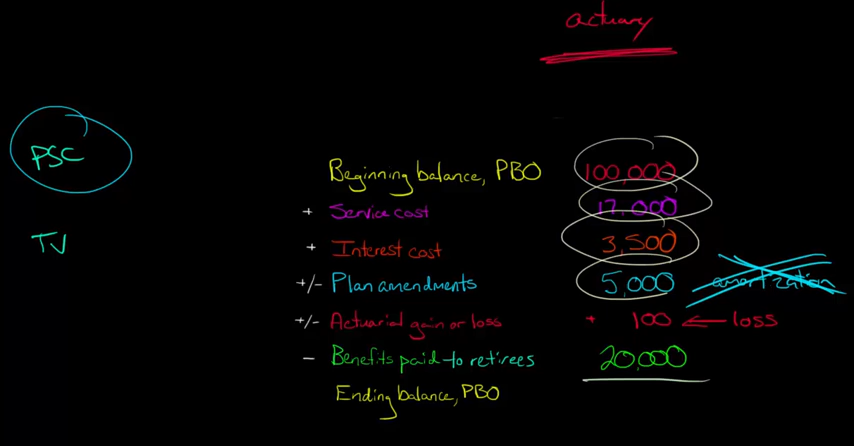 actuary
PSC
Beginning balance, PBO 100,000
+ Service cost 17,000
TV
+ Interest cost 3,500
+/- Plan amendments 5,000 amortization
+/- Actuarial gain or loss + 100 ← loss
- Benefits paid to retirees 20,000
Ending balance, PBO